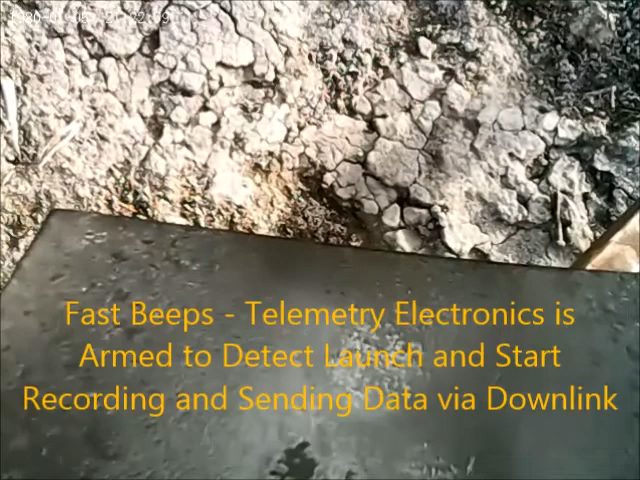 Fast Beeps - Telemetry Electronics is
Armed to Detect Launch and Start
Recording and Sending Data via Downlink